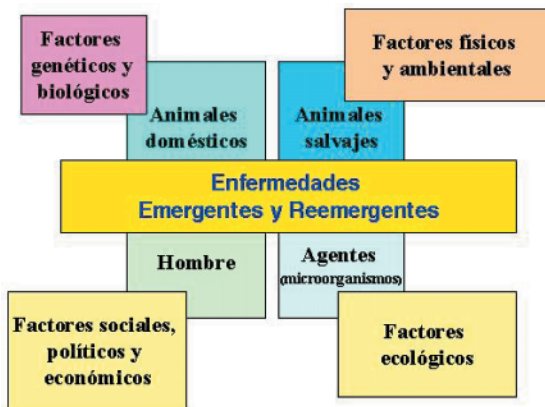 Factores
genéticos y
biológicos
Factores físicos
y ambientales
Animales
domésticos
Animales
salvajes
Enfermedades
Emergentes y Reemergentes
Hombre
Agentes
(microorganismos)
Factores sociales,
políticos y
económicos
Factores
ecológicos